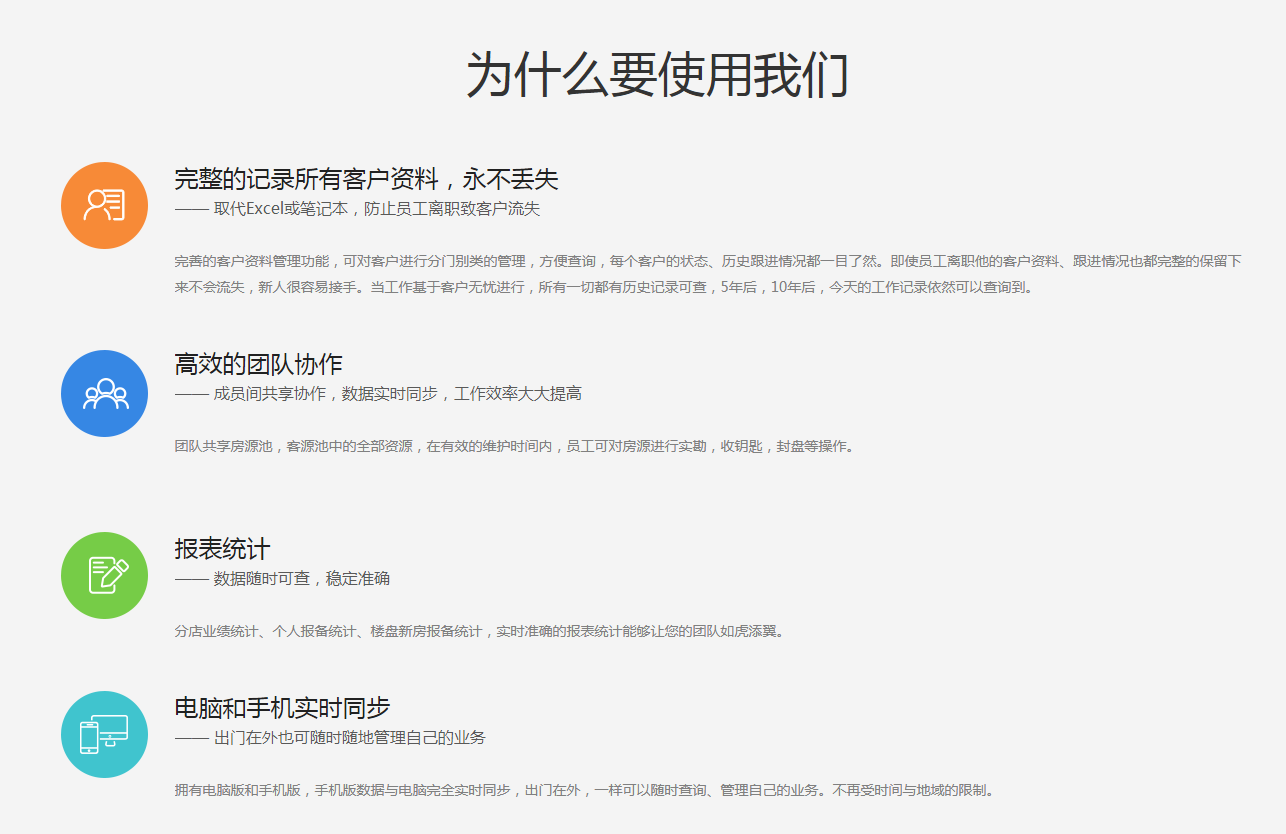 为什么要使用我们
完整的记录所有客户资料，永不丢失
—— 取代Excel或笔记本，防止员工离职致客户流失
完善的客户资料管理功能，可对客户进行分门别类的管理，方便查询，每个客户的状态、历史跟进情况都一目了然。即使员工离职他的客户资料、跟进情况也都完整的保留下
来不会流失，新人很容易接手。当工作基于客户无忧进行，所有一切都有历史记录可查，5年后，10年后，今天的工作记录依然可以查询到。
高效的团队协作
—— 成员间共享协作，数据实时同步，工作效率大大提高
团队共享房源池，客源池中的全部资源，在有效的维护时间内，员工可对房源进行实勘，收钥匙，封盘等操作。
报表统计
—— 数据随时可查，稳定准确
分店业绩统计、个人报备统计、楼盘新房报备统计，实时准确的报表统计能够让您的团队如虎添翼。
电脑和手机实时同步
—— 出门在外也可随时随地管理自己的业务
拥有电脑版和手机版，手机版数据与电脑完全实时同步，出门在外，一样可以随时查询、管理自己的业务。不再受时间与地域的限制。